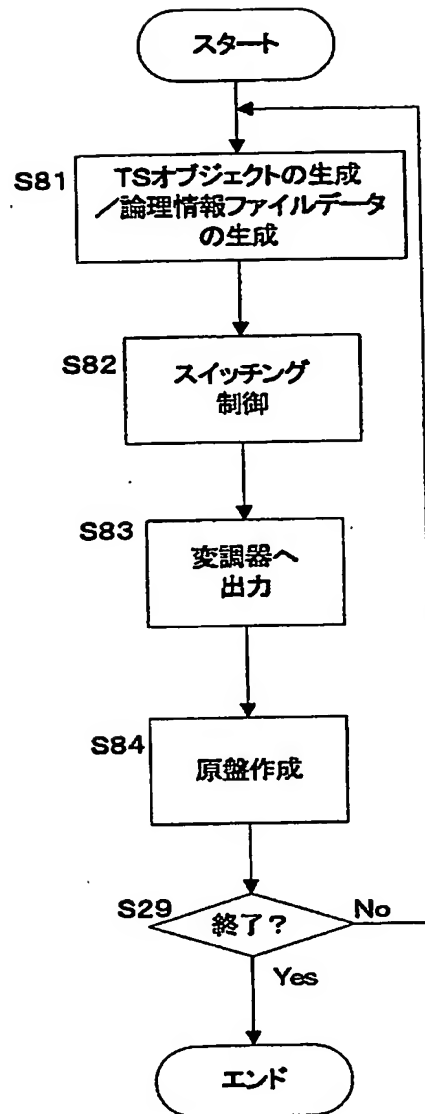 スタート
S81
TSオブジェクトの生成
／論理情報ファイルデータ
の生成
S82
スイッチング
制御
S83
変調器へ
出力
S84
原盤作成
S29
終了？
No
Yes
エンド